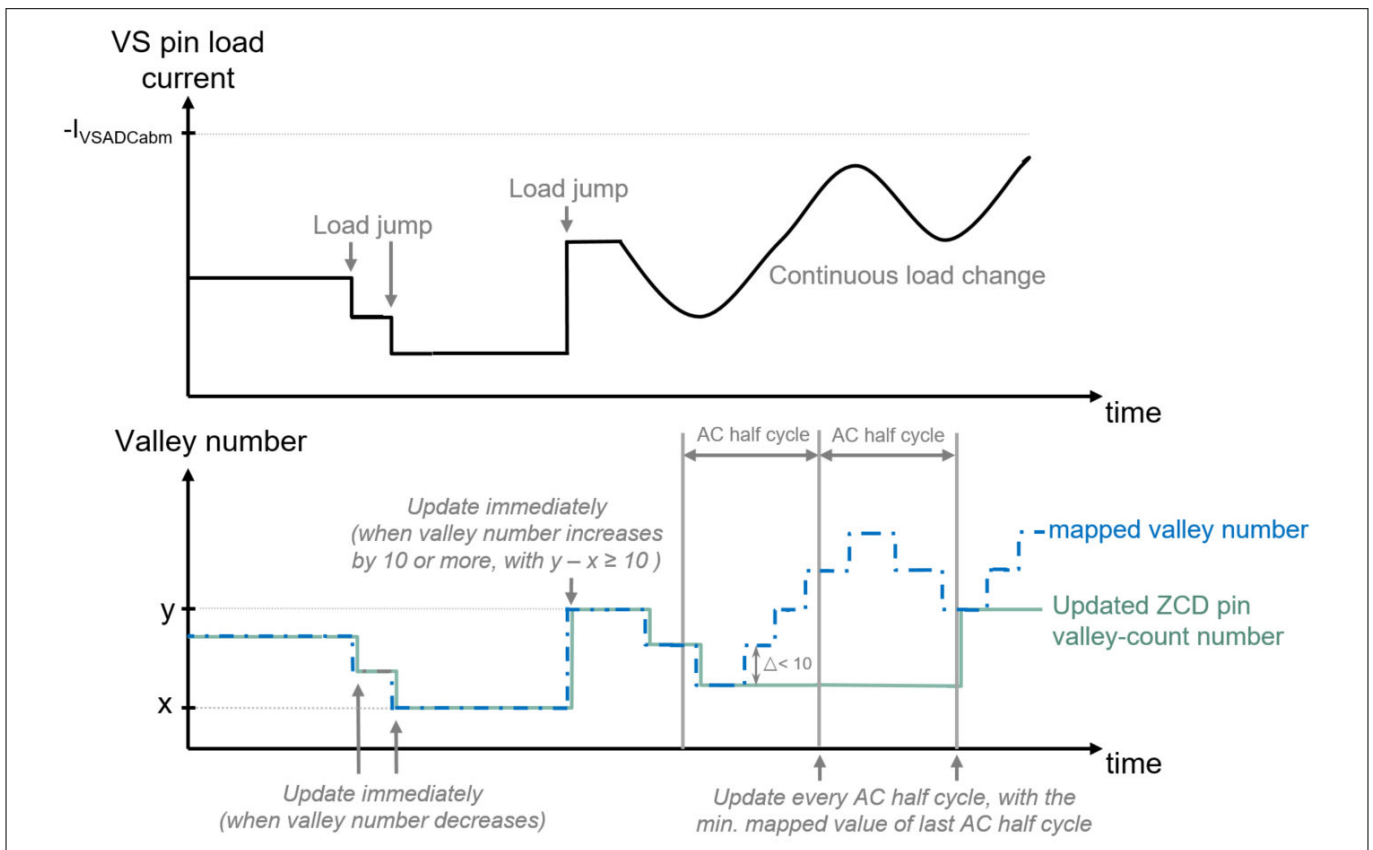 VS pin load
current
-I_VSADCabm
Load jump
Load jump
Continuous load change
time
Valley number
AC half cycle
AC half cycle
Update immediately
(when valley number increases
by 10 or more, with y – x ≥ 10 )
mapped valley number
y
Updated ZCD pin
valley-count number
△< 10
x
time
Update immediately
(when valley number decreases)
Update every AC half cycle, with the
min. mapped value of last AC half cycle